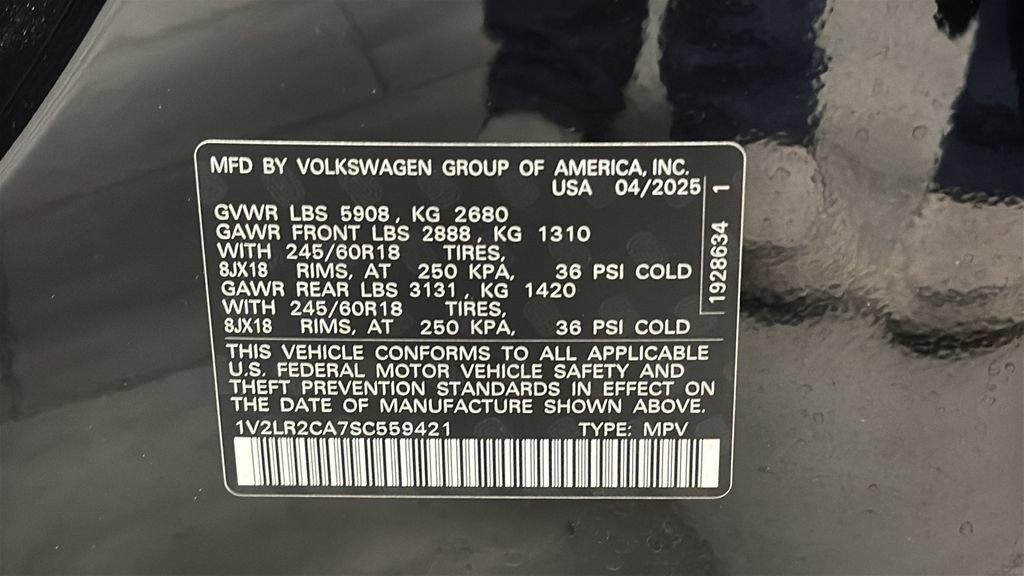 MFD BY VOLKSWAGEN GROUP OF AMERICA, INC.
USA 04/2025
GVWR LBS 5908, KG 2680
GAWR FRONT LBS 2888, KG 1310
WITH 245/60R18 TIRES,
8JX18 RIMS, AT 250 KPA, 36 PSI COLD
GAWR REAR LBS 3131, KG 1420
WITH 245/60R18 TIRES,
8JX18 RIMS, AT 250 KPA, 36 PSI COLD
1928634 1
THIS VEHICLE CONFORMS TO ALL APPLICABLE
U.S. FEDERAL MOTOR VEHICLE SAFETY AND
THEFT PREVENTION STANDARDS IN EFFECT ON
THE DATE OF MANUFACTURE SHOWN ABOVE.
1V2LR2CA7SC559421 TYPE: MPV